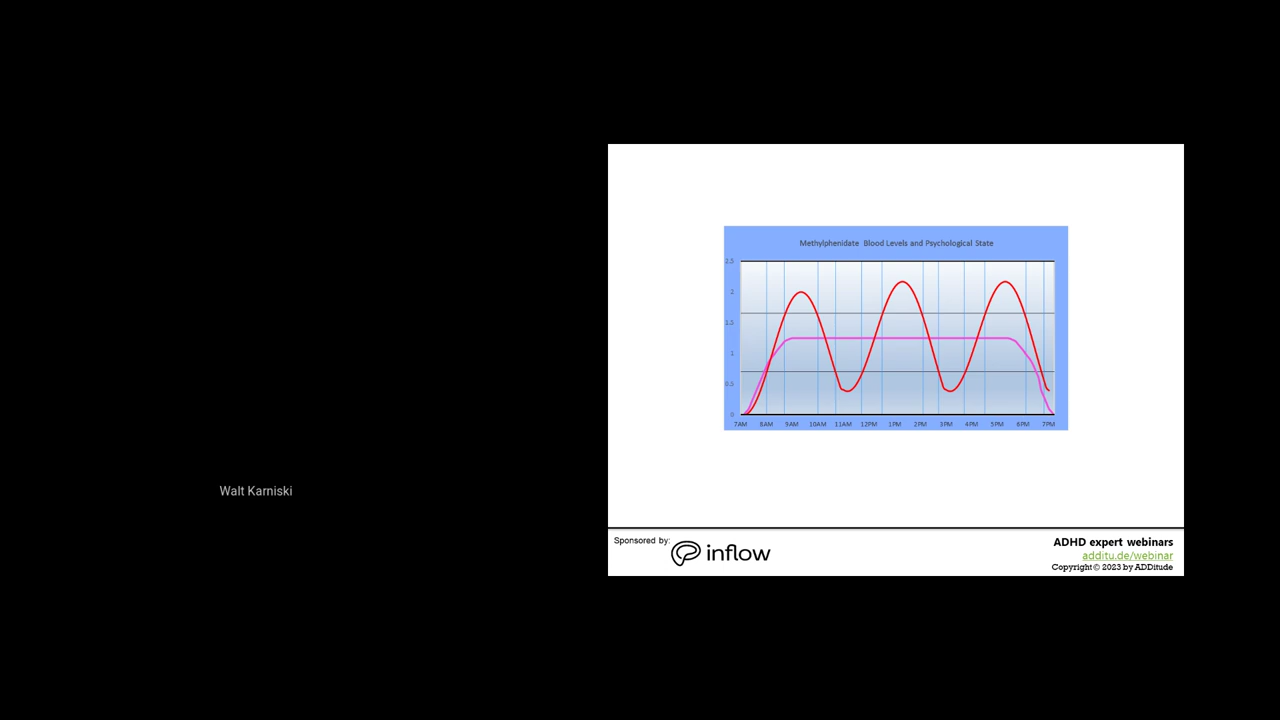 Walt Karniski
Methylphenidate Blood Levels and Psychological State
2.5
2
1.5
1
0.5
0
7AM 8AM 9AM 10AM 11AM 12PM 1PM 2PM 3PM 4PM 5PM 6PM 7PM
Sponsored by:
inflow
ADHD expert webinars
additu.de/webinar
Copyright © 2023 by ADDitude